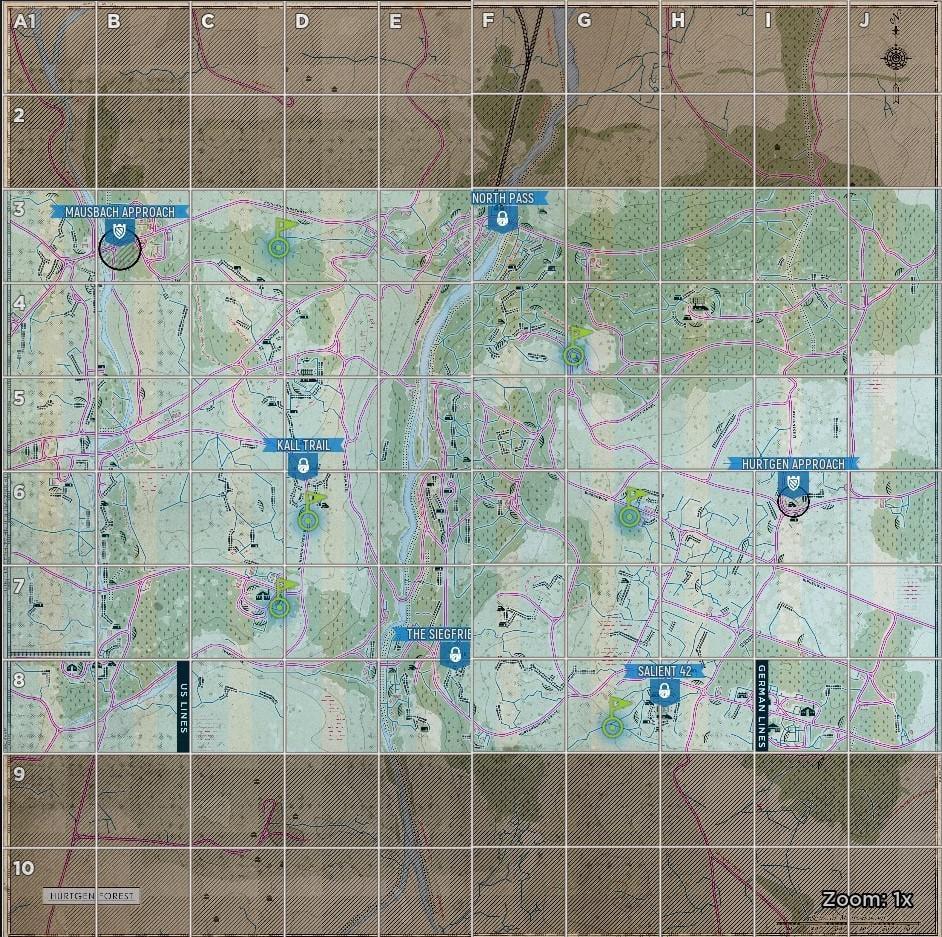 A1 B C D E F G H I J
2
3
MAUSBACH APPROACH
NORTH PASS
4
5
KALL TRAIL
HURTGEN APPROACH
6
7
THE SIEGFRIE
8
SALIENT 42
US LINES
GERMAN LINES
9
10
HÜRTGEN FOREST
Zoom: 1x